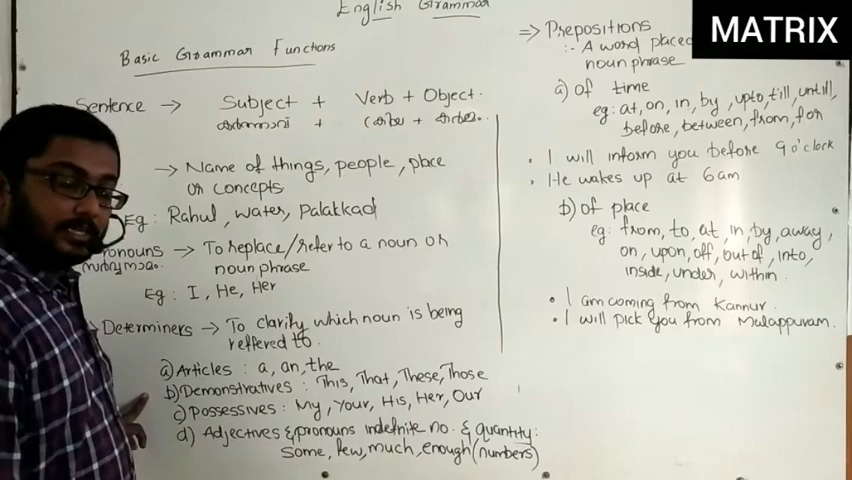 English Grammar
MATRIX
Basic Grammar Functions
Sentence → Subject + Verb + Object.
→ Name of things, people, place
or concepts
Eg: Rahul, water, Palakkad
Pronouns → To replace/refer to a noun or
സർവ്വനാമം. noun phrase
Eg: I, He, Her
Determiners → To clarify which noun is being
reffered to.
a) Articles : a, an, the
b) Demonstratives : This, That, These, Those
c) Possessives : My, Your, His, Her, Our
d) Adjectives & pronouns indefnite no. & quantity:
Some, few, much, enough (numbers)
⇒ Prepositions
:- A word placed
noun phrase
a) of time
eg: at, on, in, by, upto, till, untill,
before, between, from, for
• I will inform you before 9 o'clock
• He wakes up at 6am
b) of place
eg: from, to, at, in, by, away,
on, upon, off, out of, into,
inside, under, within.
• I am coming from Kannur.
• I will pick you from Malappuram.